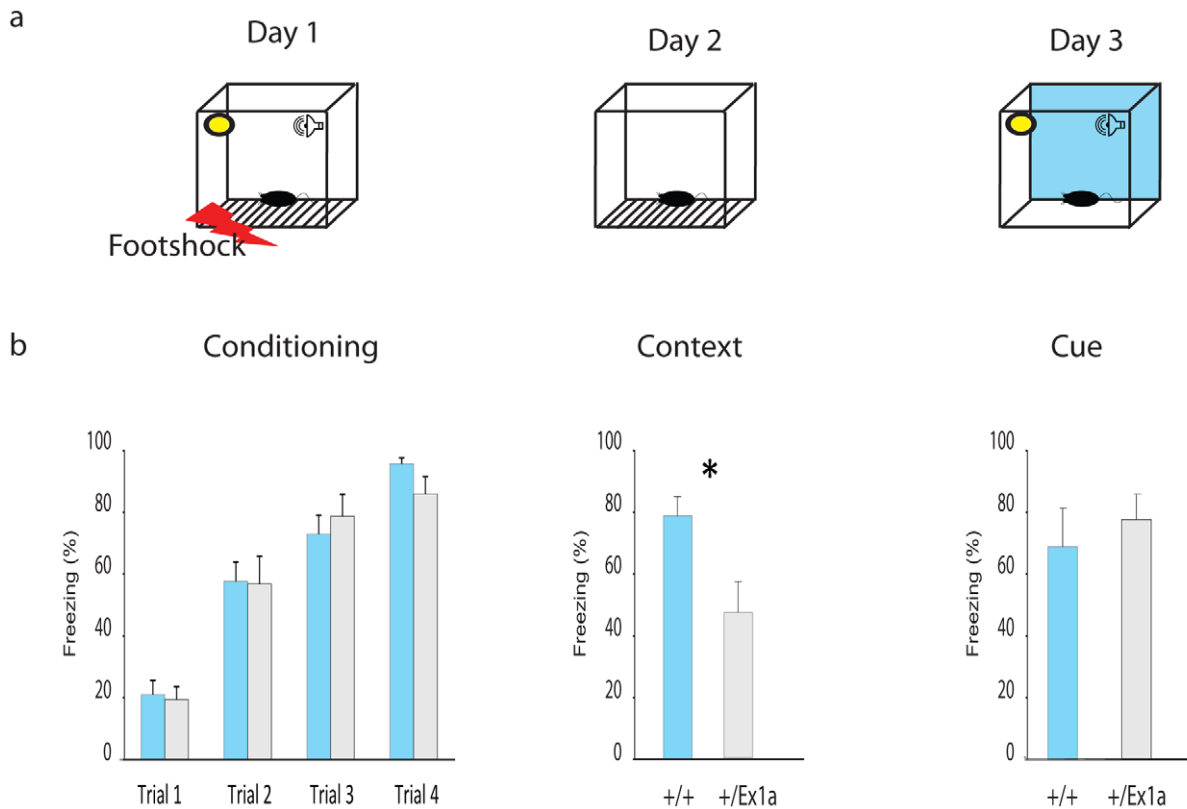 a
Day 1
Day 2
Day 3
Footshock
b
Conditioning
Context
Cue
Freezing (%)
100
80
60
40
20
0
Trial 1
Trial 2
Trial 3
Trial 4
Freezing (%)
100
80
60
40
20
0
*
+/+
+/Ex1a
Freezing (%)
100
80
60
40
20
0
+/+
+/Ex1a